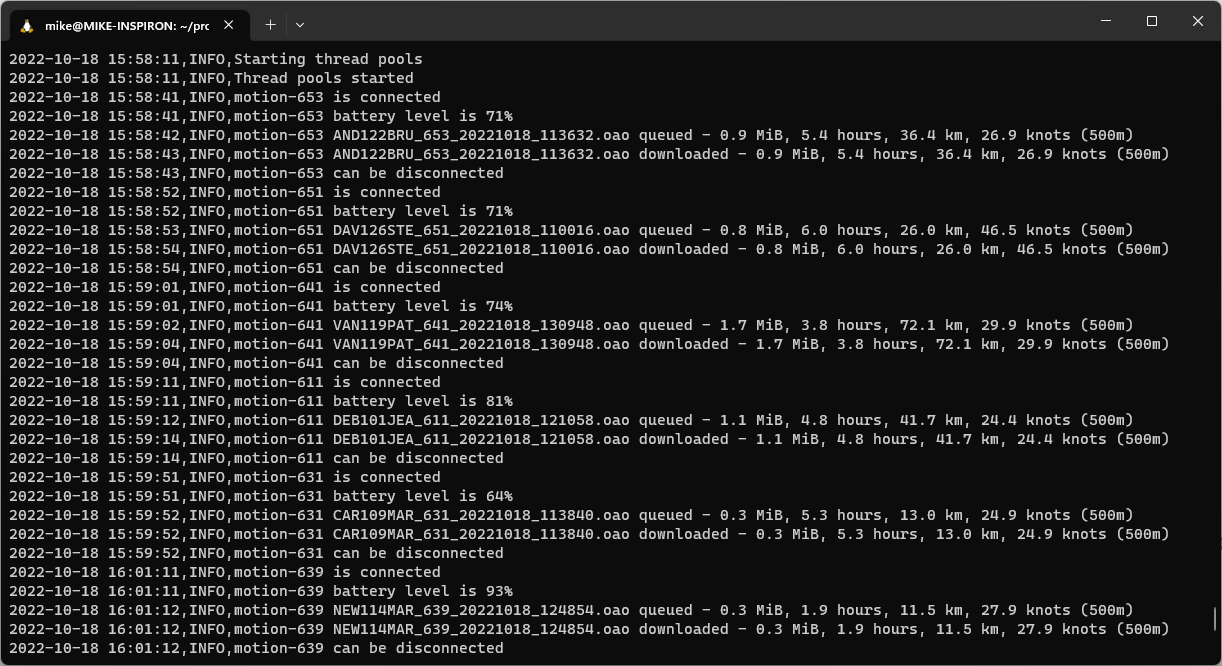 mike@MIKE-INSPIRON: ~/prc
2022-10-18 15:58:11,INFO,Starting thread pools
2022-10-18 15:58:11,INFO,Thread pools started
2022-10-18 15:58:41,INFO,motion-653 is connected
2022-10-18 15:58:41,INFO,motion-653 battery level is 71%
2022-10-18 15:58:42,INFO,motion-653 AND122BRU_653_20221018_113632.oao queued - 0.9 MiB, 5.4 hours, 36.4 km, 26.9 knots (500m)
2022-10-18 15:58:43,INFO,motion-653 AND122BRU_653_20221018_113632.oao downloaded - 0.9 MiB, 5.4 hours, 36.4 km, 26.9 knots (500m)
2022-10-18 15:58:43,INFO,motion-653 can be disconnected
2022-10-18 15:58:52,INFO,motion-651 is connected
2022-10-18 15:58:52,INFO,motion-651 battery level is 71%
2022-10-18 15:58:53,INFO,motion-651 DAV126STE_651_20221018_110016.oao queued - 0.8 MiB, 6.0 hours, 26.0 km, 46.5 knots (500m)
2022-10-18 15:58:54,INFO,motion-651 DAV126STE_651_20221018_110016.oao downloaded - 0.8 MiB, 6.0 hours, 26.0 km, 46.5 knots (500m)
2022-10-18 15:58:54,INFO,motion-651 can be disconnected
2022-10-18 15:59:01,INFO,motion-641 is connected
2022-10-18 15:59:01,INFO,motion-641 battery level is 74%
2022-10-18 15:59:02,INFO,motion-641 VAN119PAT_641_20221018_130948.oao queued - 1.7 MiB, 3.8 hours, 72.1 km, 29.9 knots (500m)
2022-10-18 15:59:04,INFO,motion-641 VAN119PAT_641_20221018_130948.oao downloaded - 1.7 MiB, 3.8 hours, 72.1 km, 29.9 knots (500m)
2022-10-18 15:59:04,INFO,motion-641 can be disconnected
2022-10-18 15:59:11,INFO,motion-611 is connected
2022-10-18 15:59:11,INFO,motion-611 battery level is 81%
2022-10-18 15:59:12,INFO,motion-611 DEB101JEA_611_20221018_121058.oao queued - 1.1 MiB, 4.8 hours, 41.7 km, 24.4 knots (500m)
2022-10-18 15:59:14,INFO,motion-611 DEB101JEA_611_20221018_121058.oao downloaded - 1.1 MiB, 4.8 hours, 41.7 km, 24.4 knots (500m)
2022-10-18 15:59:14,INFO,motion-611 can be disconnected
2022-10-18 15:59:51,INFO,motion-631 is connected
2022-10-18 15:59:51,INFO,motion-631 battery level is 64%
2022-10-18 15:59:52,INFO,motion-631 CAR109MAR_631_20221018_113840.oao queued - 0.3 MiB, 5.3 hours, 13.0 km, 24.9 knots (500m)
2022-10-18 15:59:52,INFO,motion-631 CAR109MAR_631_20221018_113840.oao downloaded - 0.3 MiB, 5.3 hours, 13.0 km, 24.9 knots (500m)
2022-10-18 15:59:52,INFO,motion-631 can be disconnected
2022-10-18 16:01:11,INFO,motion-639 is connected
2022-10-18 16:01:11,INFO,motion-639 battery level is 93%
2022-10-18 16:01:12,INFO,motion-639 NEW114MAR_639_20221018_124854.oao queued - 0.3 MiB, 1.9 hours, 11.5 km, 27.9 knots (500m)
2022-10-18 16:01:12,INFO,motion-639 NEW114MAR_639_20221018_124854.oao downloaded - 0.3 MiB, 1.9 hours, 11.5 km, 27.9 knots (500m)
2022-10-18 16:01:12,INFO,motion-639 can be disconnected